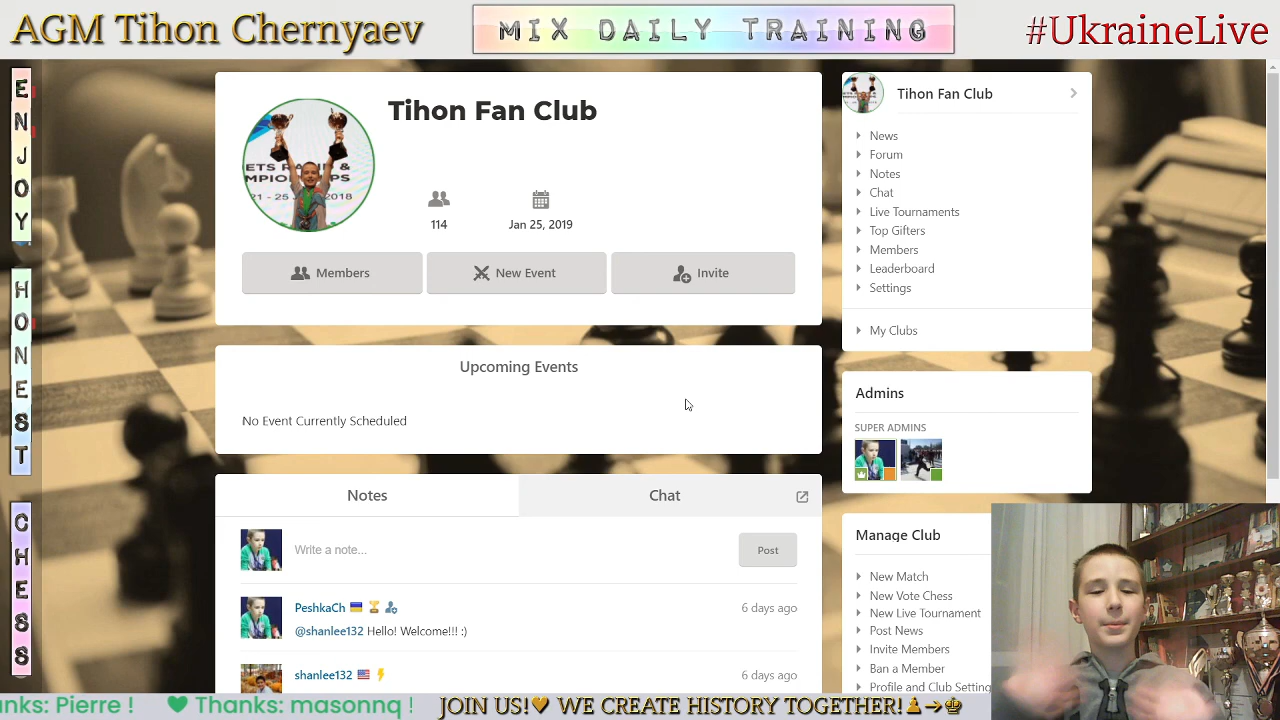 AGM Tihon Chernyaev
MIX DAILY TRAINING
#UkraineLive
ENJOY
HONEST
CHESS
Tihon Fan Club
114
Jan 25, 2019
Members
New Event
Invite
Upcoming Events
No Event Currently Scheduled
Notes
Chat
Write a note...
Post
PeshkaCh
6 days ago
@shanlee132 Hello! Welcome!!! :)
shanlee132
6 days ago
Tihon Fan Club
News
Forum
Notes
Chat
Live Tournaments
Top Gifters
Members
Leaderboard
Settings
My Clubs
Admins
SUPER ADMINS
Manage Club
New Match
New Vote Chess
New Live Tournament
Post News
Invite Members
Ban a Member
Profile and Club Setting
anks: Pierre !
Thanks: masonnq !
JOIN US! WE CREATE HISTORY TOGETHER!